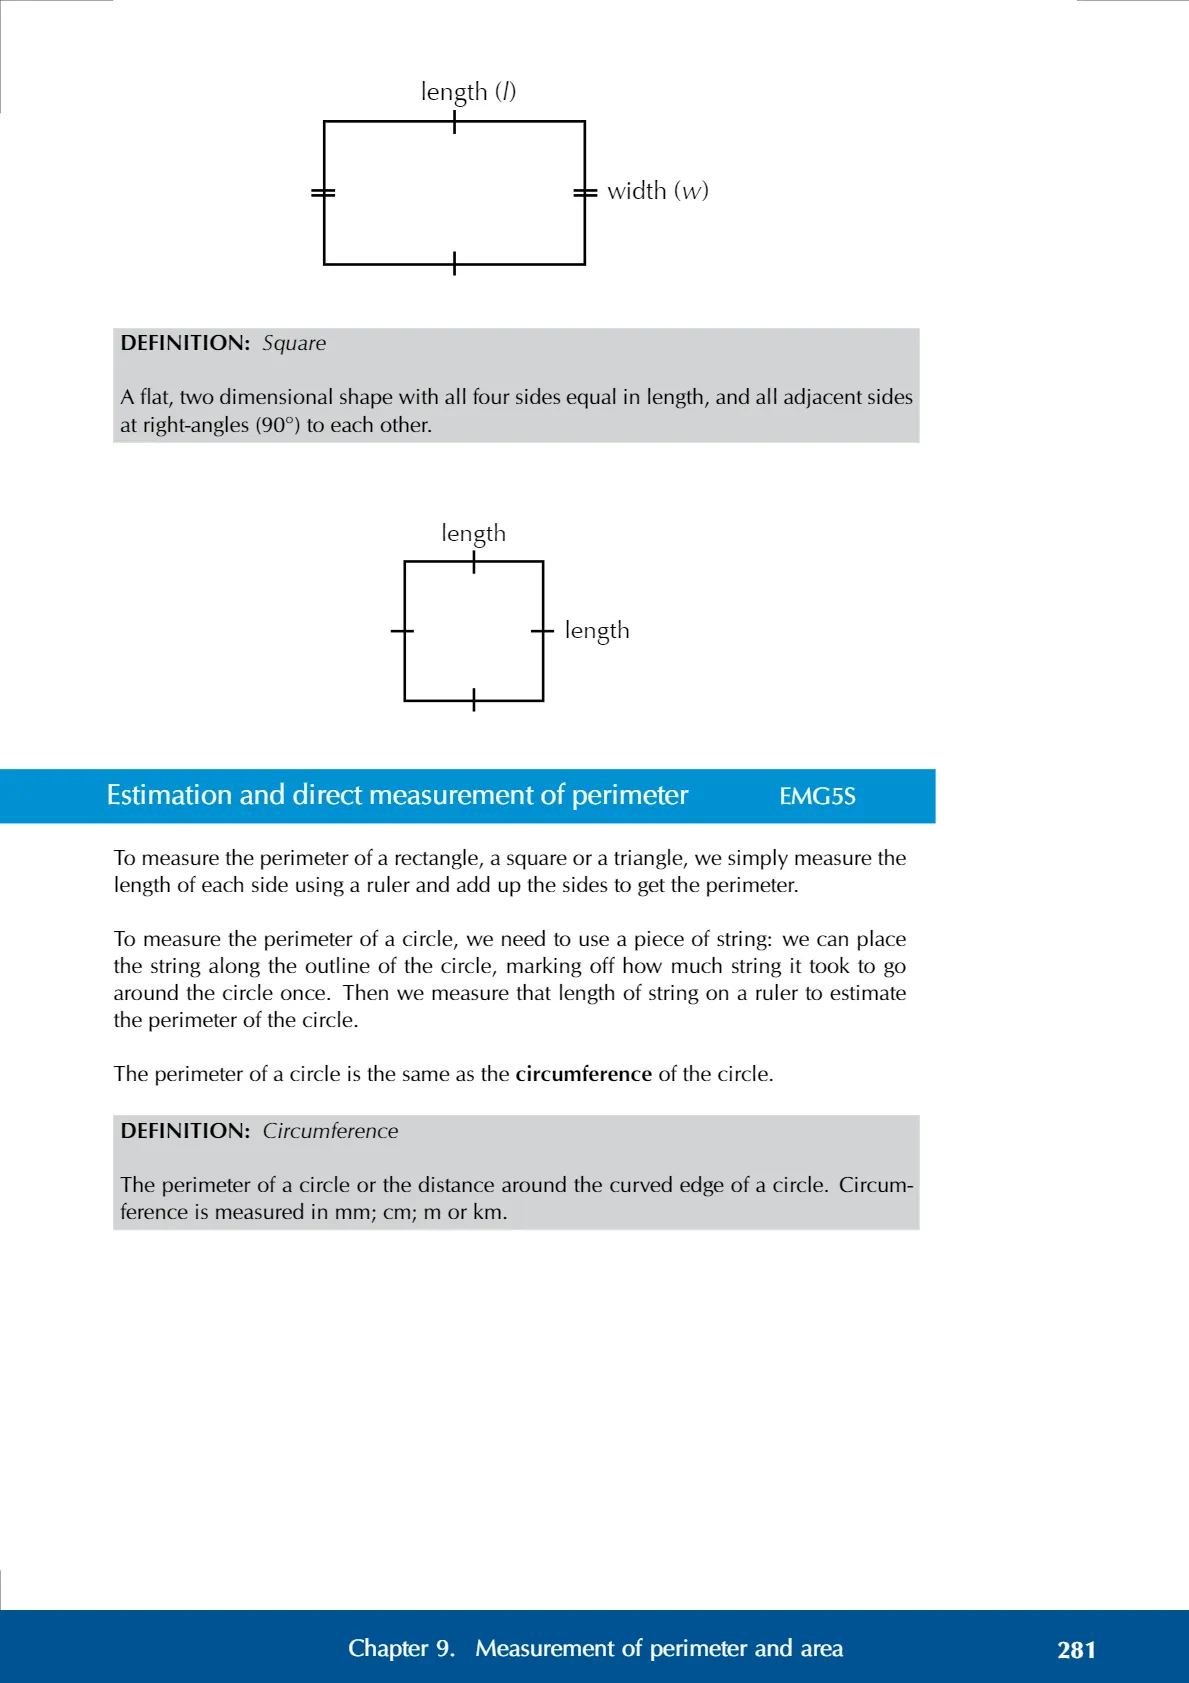 length (l)
width (w)
DEFINITION: Square
A flat, two dimensional shape with all four sides equal in length, and all adjacent sides
at right-angles (90°) to each other.
length
length
Estimation and direct measurement of perimeter EMG5S
To measure the perimeter of a rectangle, a square or a triangle, we simply measure the
length of each side using a ruler and add up the sides to get the perimeter.
To measure the perimeter of a circle, we need to use a piece of string: we can place
the string along the outline of the circle, marking off how much string it took to go
around the circle once. Then we measure that length of string on a ruler to estimate
the perimeter of the circle.
The perimeter of a circle is the same as the circumference of the circle.
DEFINITION: Circumference
The perimeter of a circle or the distance around the curved edge of a circle. Circum-
ference is measured in mm; cm; m or km.
Chapter 9. Measurement of perimeter and area 281